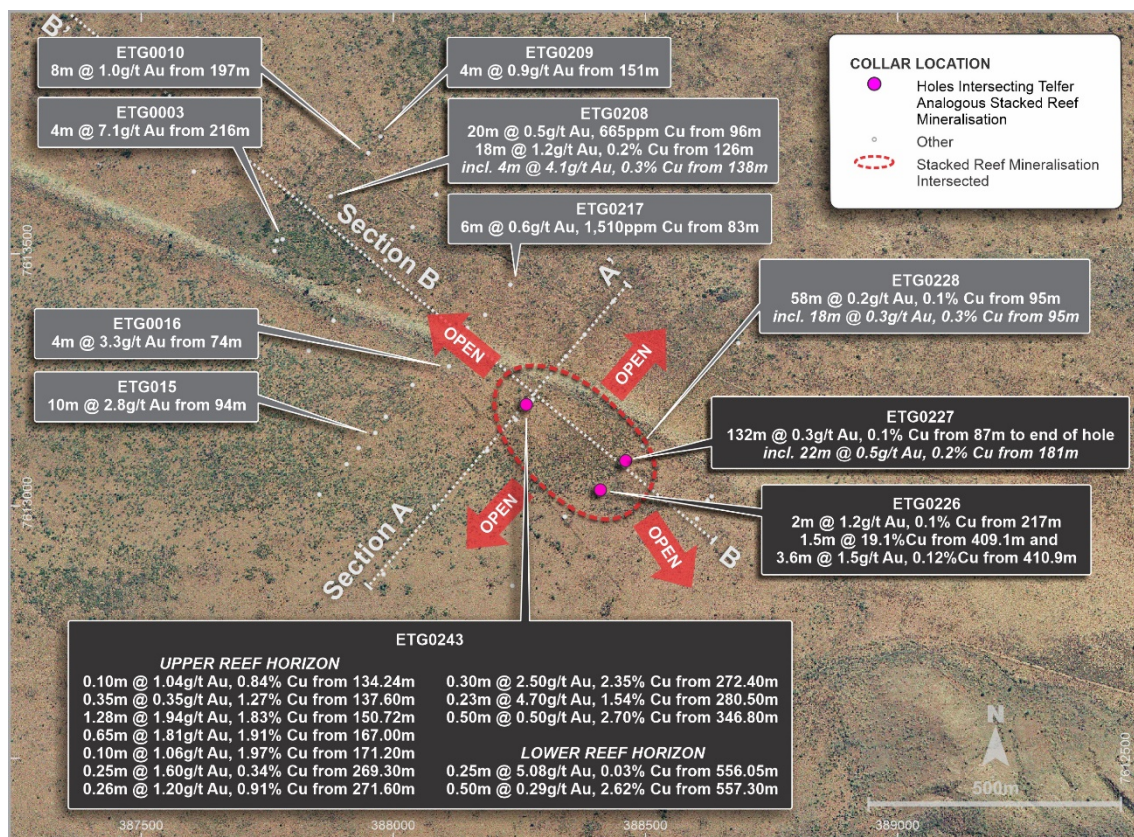 B'
ETG0010
8m @ 1.0g/t Au from 197m
ETG0209
4m @ 0.9g/t Au from 151m
ETG0003
4m @ 7.1g/t Au from 216m
ETG0208
20m @ 0.5g/t Au, 665ppm Cu from 96m
18m @ 1.2g/t Au, 0.2% Cu from 126m
incl. 4m @ 4.1g/t Au, 0.3% Cu from 138m
ETG0217
6m @ 0.6g/t Au, 1,510ppm Cu from 83m
COLLAR LOCATION
Holes Intersecting Telfer
Analogous Stacked Reef
Mineralisation
Other
Stacked Reef Mineralisation
Intersected
7613500
Section B
A'
ETG0228
58m @ 0.2g/t Au, 0.1% Cu from 95m
incl. 18m @ 0.3g/t Au, 0.3% Cu from 95m
ETG0016
4m @ 3.3g/t Au from 74m
OPEN
OPEN
ETG015
10m @ 2.8g/t Au from 94m
ETG0227
132m @ 0.3g/t Au, 0.1% Cu from 87m to end of hole
incl. 22m @ 0.5g/t Au, 0.2% Cu from 181m
7613000
Section A
OPEN
OPEN
B
ETG0226
2m @ 1.2g/t Au, 0.1% Cu from 217m
1.5m @ 19.1%Cu from 409.1m and
3.6m @ 1.5g/t Au, 0.12%Cu from 410.9m
ETG0243
UPPER REEF HORIZON
0.10m @ 1.04g/t Au, 0.84% Cu from 134.24m
0.35m @ 0.35g/t Au, 1.27% Cu from 137.60m
1.28m @ 1.94g/t Au, 1.83% Cu from 150.72m
0.65m @ 1.81g/t Au, 1.91% Cu from 167.00m
0.10m @ 1.06g/t Au, 1.97% Cu from 171.20m
0.25m @ 1.60g/t Au, 0.34% Cu from 269.30m
0.26m @ 1.20g/t Au, 0.91% Cu from 271.60m
0.30m @ 2.50g/t Au, 2.35% Cu from 272.40m
0.23m @ 4.70g/t Au, 1.54% Cu from 280.50m
0.50m @ 0.50g/t Au, 2.70% Cu from 346.80m
LOWER REEF HORIZON
0.25m @ 5.08g/t Au, 0.03% Cu from 556.05m
0.50m @ 0.29g/t Au, 2.62% Cu from 557.30m
N
500m
7612500
387500
388000
388500
389000